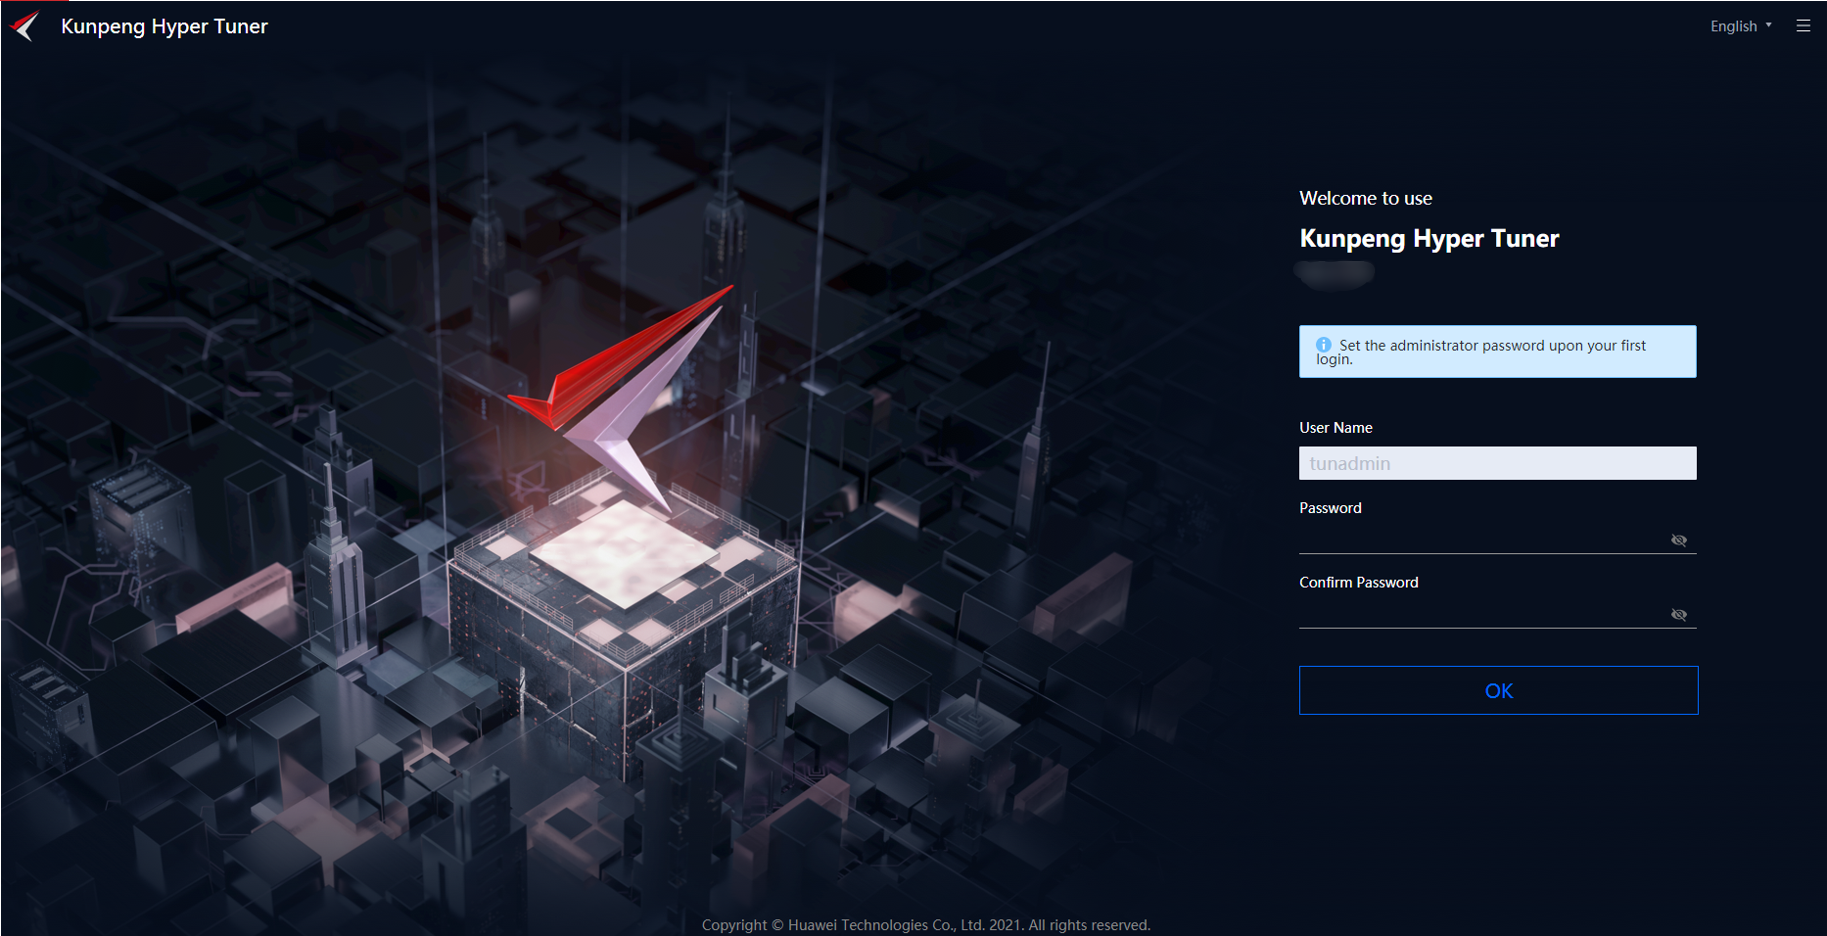 Kunpeng Hyper Tuner
English
Welcome to use
Kunpeng Hyper Tuner
Set the administrator password upon your first
login.
User Name
tunadmin
Password
Confirm Password
OK
Copyright © Huawei Technologies Co., Ltd. 2021. All rights reserved.